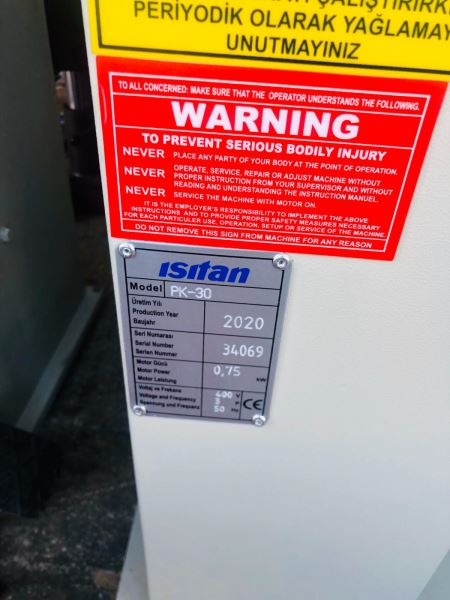 ÇALIŞTIRIRK
PERİYODİK OLARAK YAĞLAMAY
UNUTMAYINIZ
TO ALL CONCERNED: MAKE SURE THAT THE OPERATOR UNDERSTANDS THE FOLLOWING.
WARNING
TO PREVENT SERIOUS BODILY INJURY
NEVER PLACE ANY PARTY OF YOUR BODY AT THE POINT OF OPERATION.
NEVER OPERATE, SERVICE, REPAIR OR ADJUST MACHINE WITHOUT
PROPER INSTRUCTION FROM YOUR SUPERVISOR AND WITHOUT
READING AND UNDERSTANDING THE INSTRUCTION MANUEL.
NEVER SERVICE THE MACHINE WITH MOTOR ON.
IT IS THE EMPLOYER'S RESPONSIBILITY TO IMPLEMENT THE ABOVE
INSTRUCTIONS AND TO PROVIDE PROPER SAFETY MEASURES NECESSARY
FOR EACH PARTICULER USE, OPERATION, SETUP OR SERVICE OF THE MACHINE.
DO NOT REMOVE THIS SIGN FROM MACHINE FOR ANY REASON
ısıtan
Model PK-30
Üretim Yılı
Production Year 2020
Baujahr
Seri Numarası
Serial Number 34069
Serien Nummer
Motor Gücü
Motor Power 0,75 kW
Motor Leistung
Voltaj ve Frekans 400 V
Voltage and Frequency 3 P
Spannung und Frequenz 50 Hz
CE